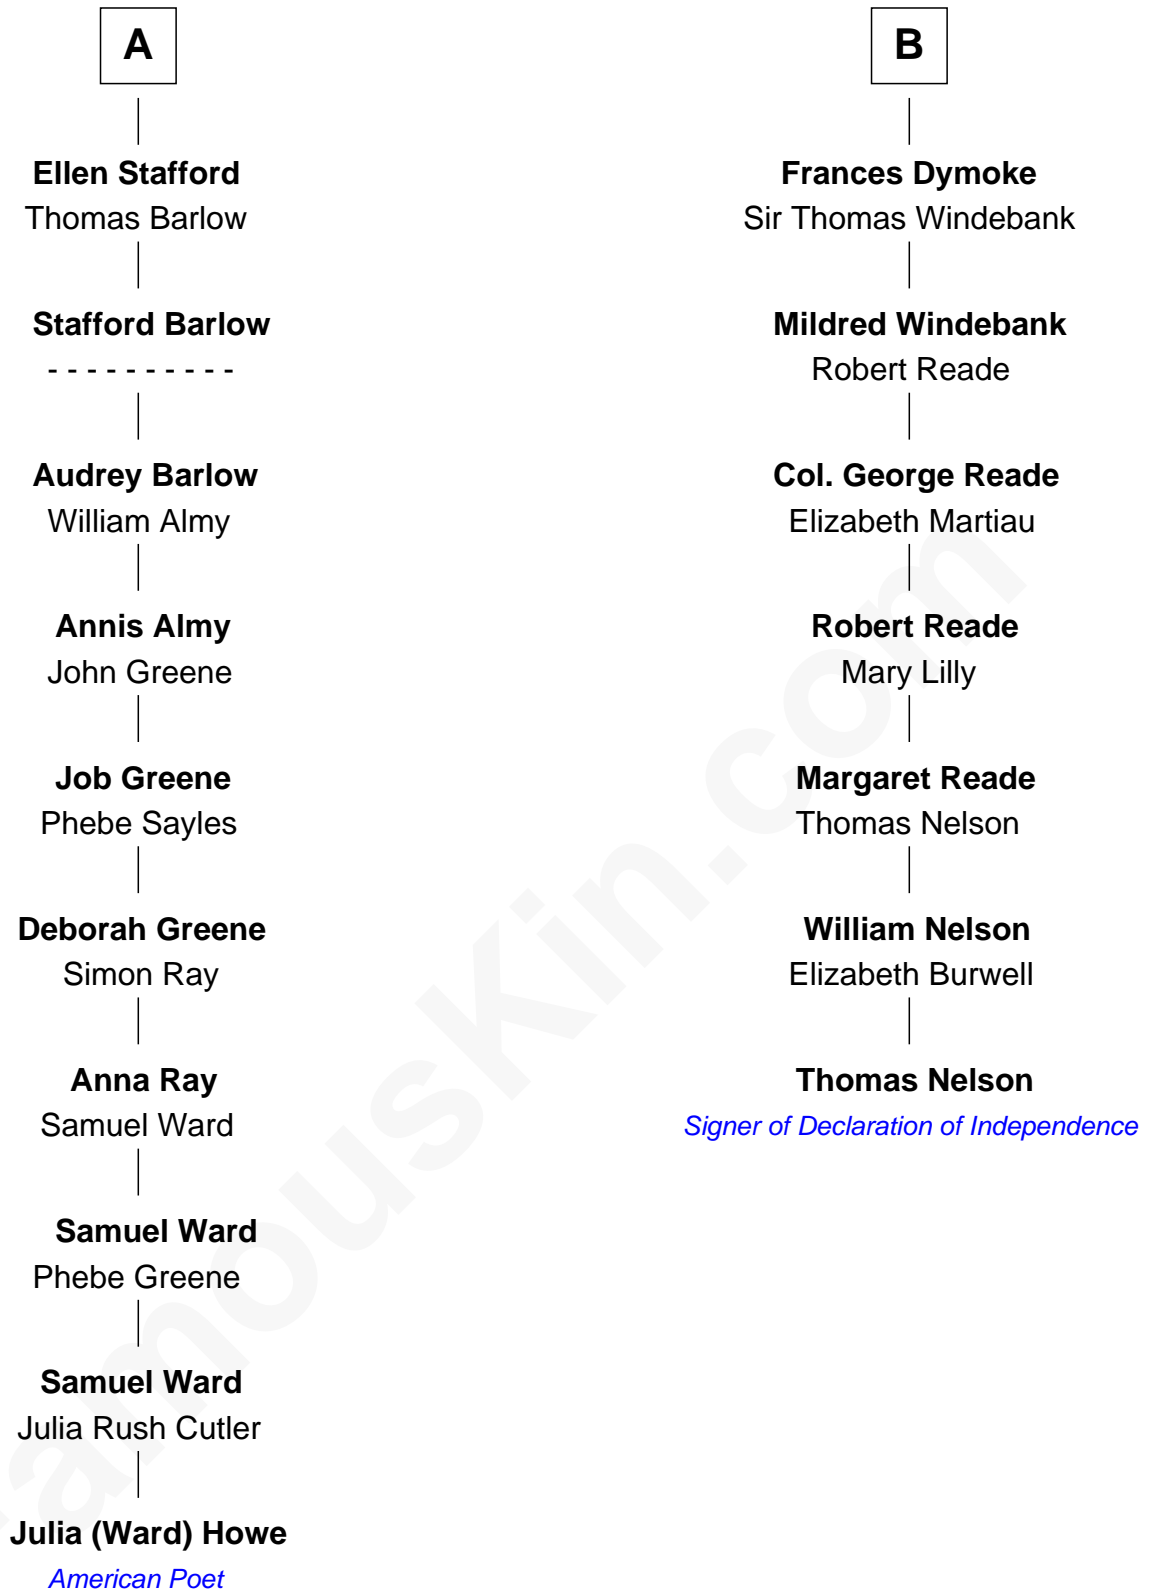 A
Ellen Stafford
Thomas Barlow
Stafford Barlow
- - - - - - - - - -
Audrey Barlow
William Almy
Annis Almy
John Greene
Job Greene
Phebe Sayles
Deborah Greene
Simon Ray
Anna Ray
Samuel Ward
Samuel Ward
Phebe Greene
Samuel Ward
Julia Rush Cutler
Julia (Ward) Howe
American Poet
B
Frances Dymoke
Sir Thomas Windebank
Mildred Windebank
Robert Reade
Col. George Reade
Elizabeth Martiau
Robert Reade
Mary Lilly
Margaret Reade
Thomas Nelson
William Nelson
Elizabeth Burwell
Thomas Nelson
Signer of Declaration of Independence
FamousKin.com